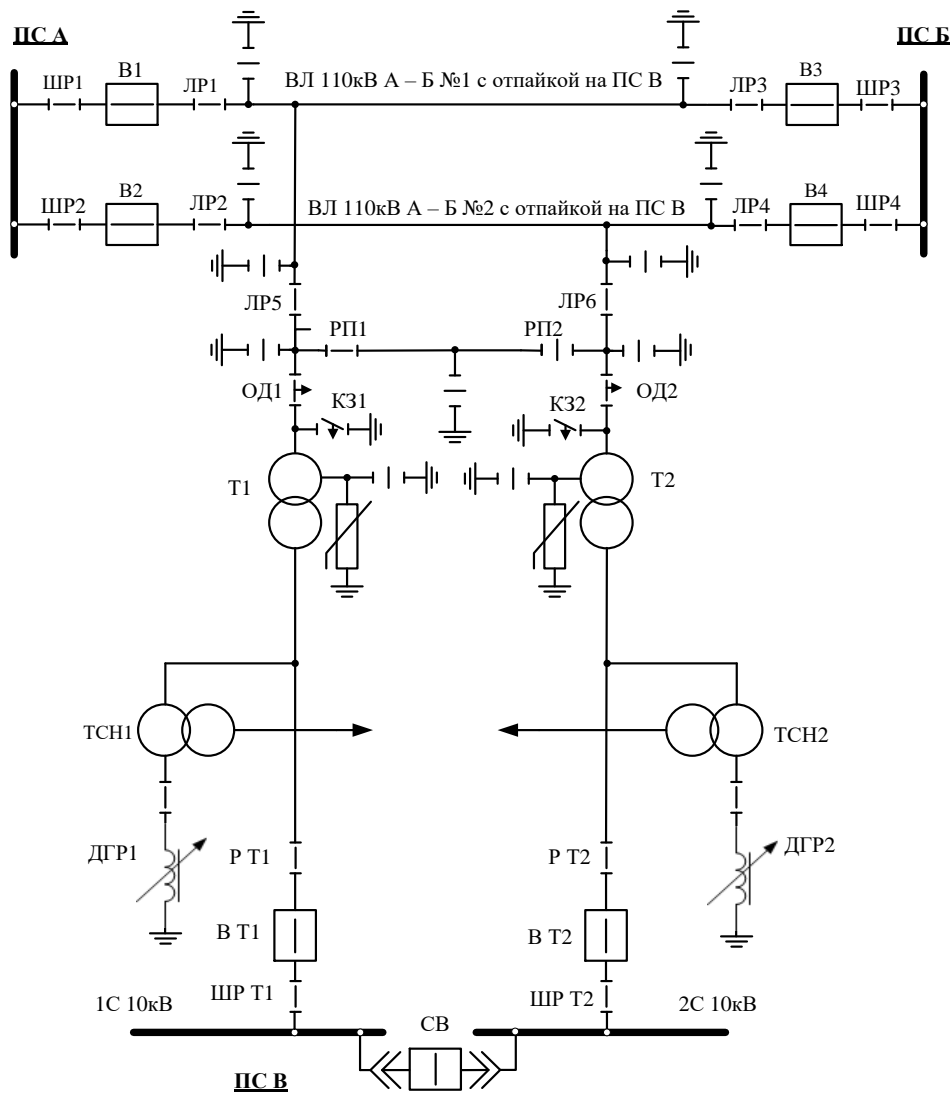 ПС А
ПС Б
ШР1
В1
ЛР1
ВЛ 110кВ А – Б №1 с отпайкой на ПС В
ЛР3
В3
ШР3
ШР2
В2
ЛР2
ВЛ 110кВ А – Б №2 с отпайкой на ПС В
ЛР4
В4
ШР4
ЛР5
ЛР6
РП1
РП2
ОД1
КЗ1
КЗ2
ОД2
Т1
Т2
ТСН1
ТСН2
ДГР1
Р Т1
Р Т2
ДГР2
В Т1
В Т2
ШР Т1
ШР Т2
1С 10кВ
СВ
2С 10кВ
ПС В